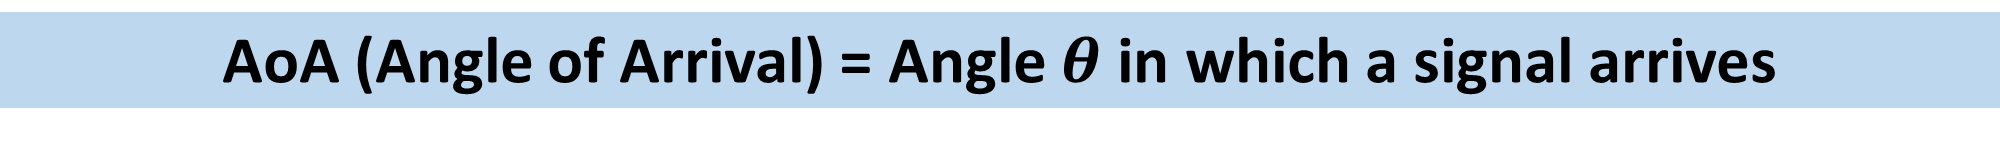 AoA (Angle of Arrival) = Angle θ in which a signal arrives